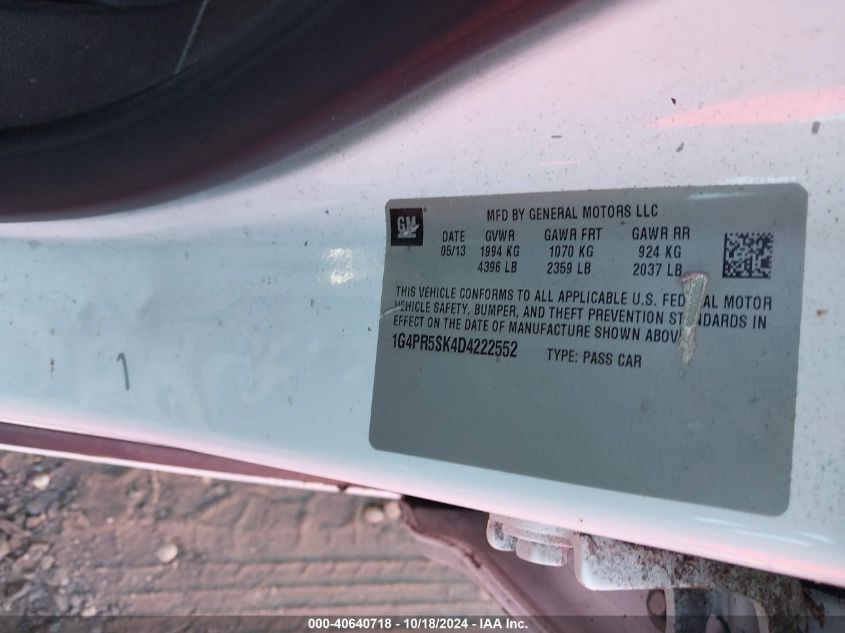 GM
MFD BY GENERAL MOTORS LLC
DATE GVWR GAWR FRT GAWR RR
05/13 1994 KG 1070 KG 924 KG
4396 LB 2359 LB 2037 LB
THIS VEHICLE CONFORMS TO ALL APPLICABLE U.S. FEDERAL MOTOR
VEHICLE SAFETY, BUMPER, AND THEFT PREVENTION STANDARDS IN
EFFECT ON THE DATE OF MANUFACTURE SHOWN ABOVE
1G4PR5SK4D4222552 TYPE: PASS CAR
000-40640718 - 10/18/2024 - IAA Inc.